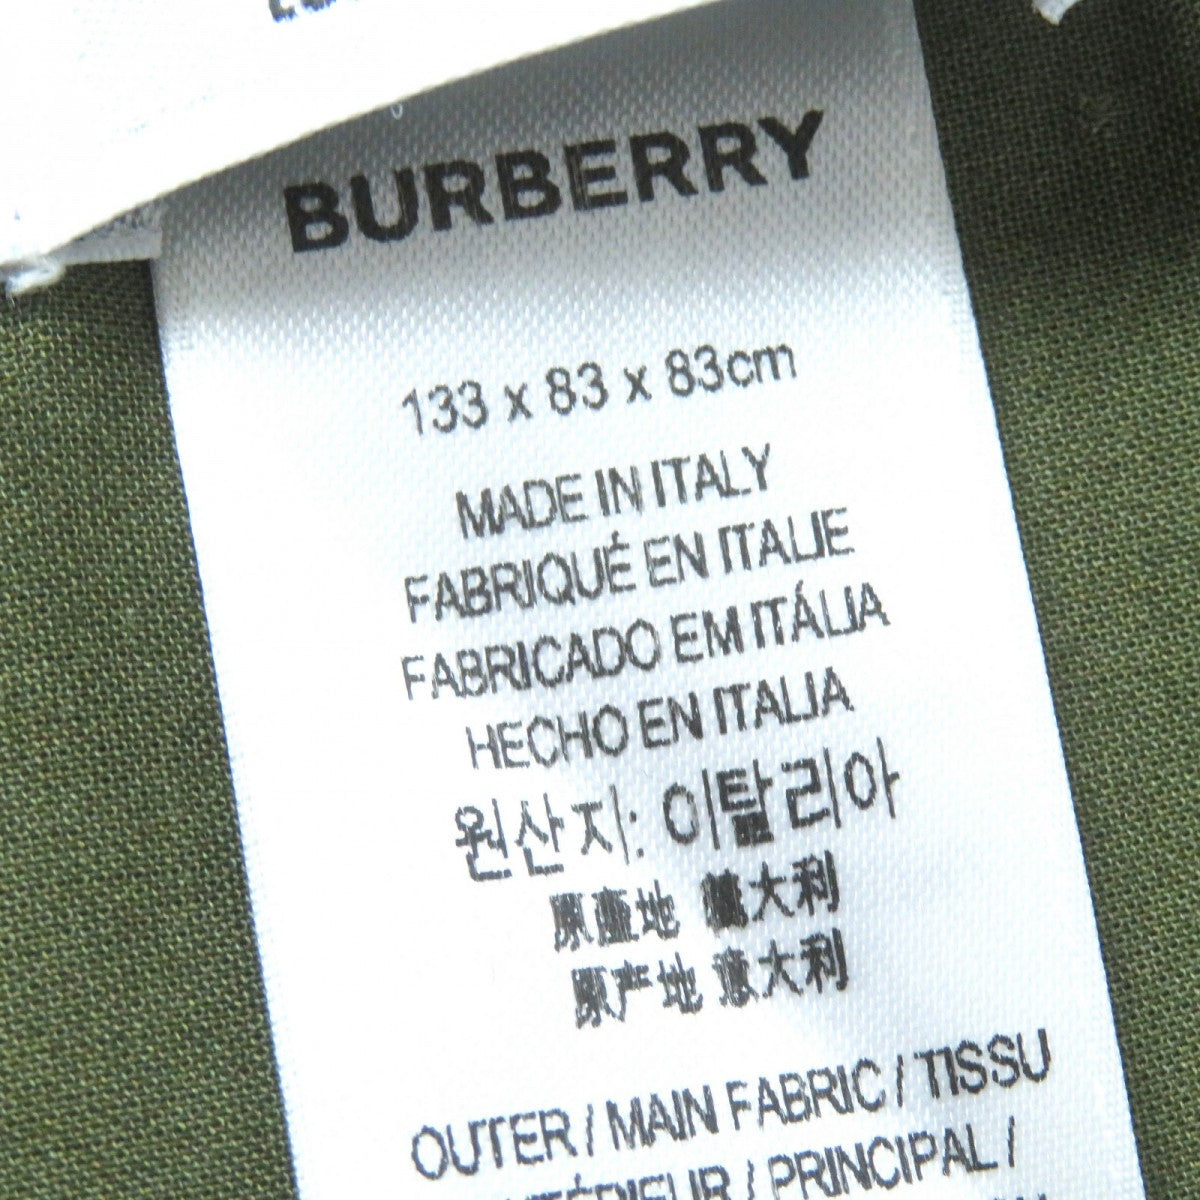 BURBERRY
133 x 83 x 83cm
MADE IN ITALY
FABRIQUÉ EN ITALIE
FABRICADO EM ITÁLIA
HECHO EN ITALIA
원산지: 이탈리아
原產地 義大利
原产地 意大利
OUTER / MAIN FABRIC / TISSU
PRINCIPAL /